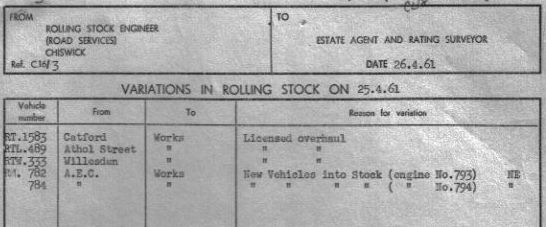 FROM
ROLLING STOCK ENGINEER
(ROAD SERVICES)
CHISWICK
Ref. C16/3
TO
ESTATE AGENT AND RATING SURVEYOR
DATE 26.4.61
VARIATIONS IN ROLLING STOCK ON 25.4.61
Vehicle number From To Reason for variation
RT.1583 Catford Works Licensed overhaul
RTL.489 Athol Street " " "
RTW.333 Willesden " " "
RM. 782 A.E.C. Works New Vehicles into Stock (engine No.793) NE
784 " " " " " " ( " No.794) "